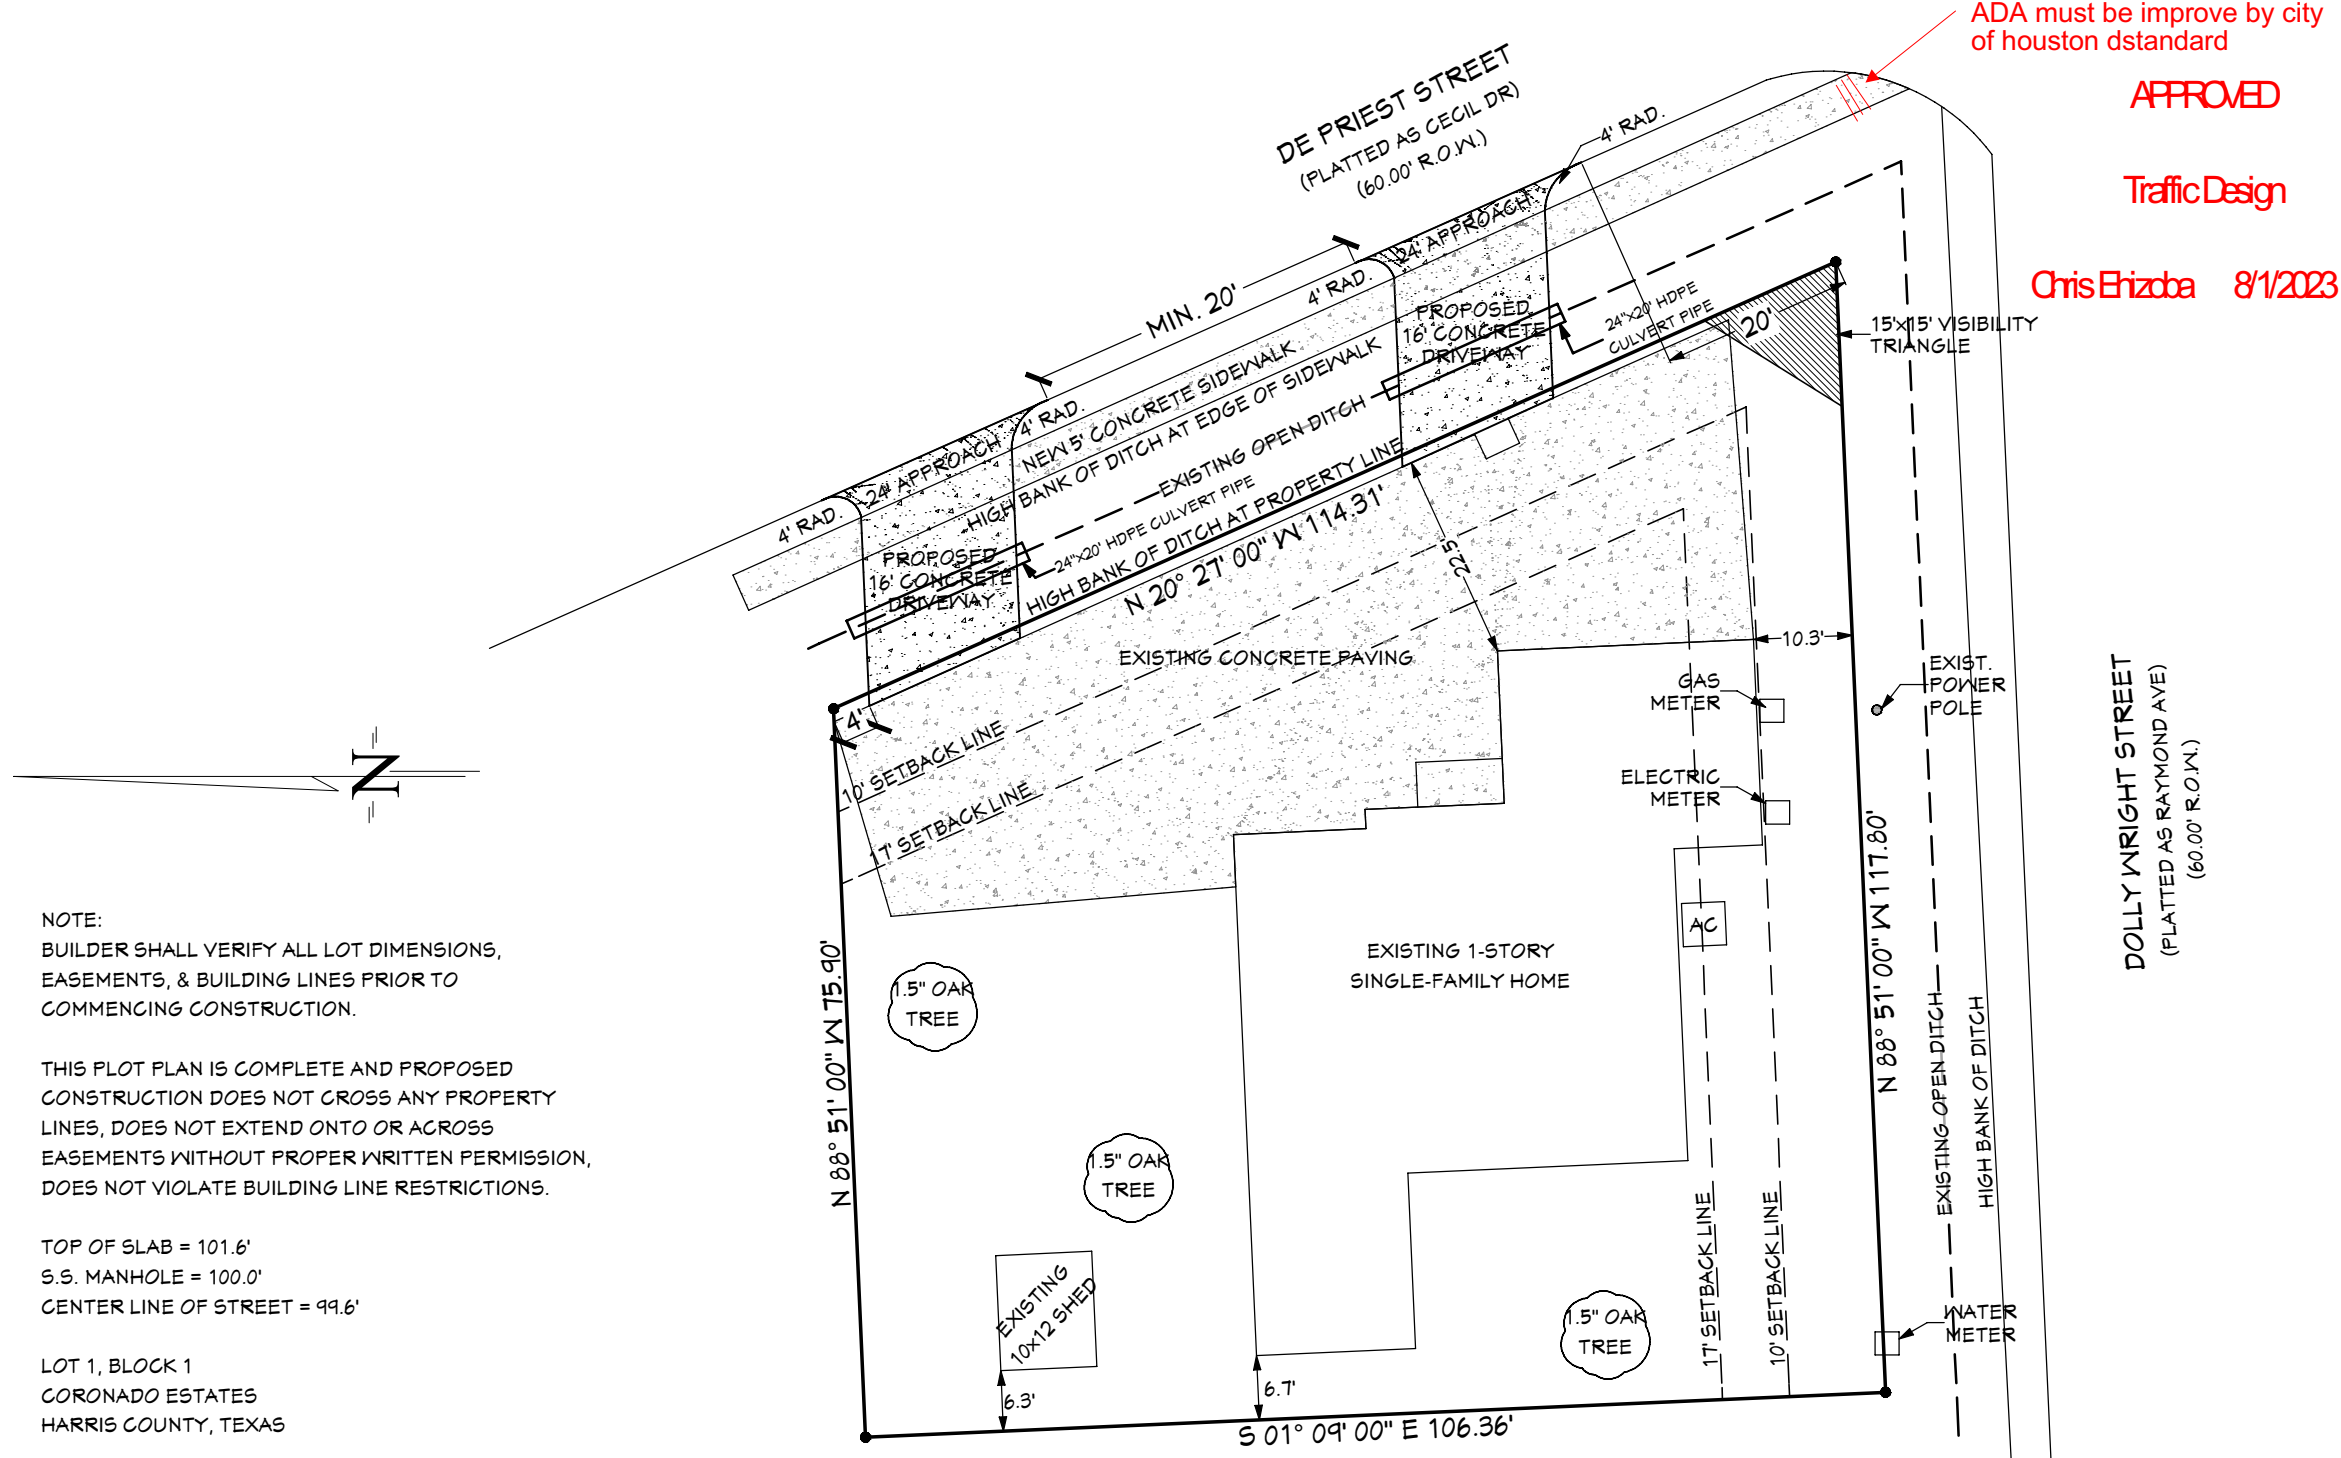 ADA must be improve by city
of houston dstandard
APPROVED
Traffic Design
Chris Ehizoba 8/1/2023
DE PRIEST STREET
(PLATTED AS CECIL DR)
(60.00' R.O.W.)
4' RAD.
24' APPROACH
MIN. 20'
4' RAD.
PROPOSED
16' CONCRETE
DRIVEWAY
24"x20' HDPE
CULVERT PIPE
20'
15'x15' VISIBILITY
TRIANGLE
4' RAD.
NEW 5' CONCRETE SIDEWALK
HIGH BANK OF DITCH AT EDGE OF SIDEWALK
EXISTING OPEN DITCH
24' APPROACH
4' RAD.
PROPOSED
16' CONCRETE
DRIVEWAY
24"x20' HDPE CULVERT PIPE
HIGH BANK OF DITCH AT PROPERTY LINE
N 20° 27' 00" W 114.31'
22.5'
EXISTING CONCRETE PAVING
10.3'
GAS
METER
EXIST.
POWER
POLE
4'
10' SETBACK LINE
17' SETBACK LINE
ELECTRIC
METER
N
DOLLY WRIGHT STREET
(PLATTED AS RAYMOND AVE)
(60.00' R.O.W.)
N 88° 51' 00" W 117.80'
AC
EXISTING 1-STORY
SINGLE-FAMILY HOME
N 88° 51' 00" W 75.90'
1.5" OAK
TREE
1.5" OAK
TREE
1.5" OAK
TREE
EXISTING OPEN DITCH
HIGH BANK OF DITCH
17' SETBACK LINE
10' SETBACK LINE
WATER
METER
EXISTING
10x12 SHED
6.3'
6.7'
S 01° 09' 00" E 106.36'
NOTE:
BUILDER SHALL VERIFY ALL LOT DIMENSIONS,
EASEMENTS, & BUILDING LINES PRIOR TO
COMMENCING CONSTRUCTION.
THIS PLOT PLAN IS COMPLETE AND PROPOSED
CONSTRUCTION DOES NOT CROSS ANY PROPERTY
LINES, DOES NOT EXTEND ONTO OR ACROSS
EASEMENTS WITHOUT PROPER WRITTEN PERMISSION,
DOES NOT VIOLATE BUILDING LINE RESTRICTIONS.
TOP OF SLAB = 101.6'
S.S. MANHOLE = 100.0'
CENTER LINE OF STREET = 99.6'
LOT 1, BLOCK 1
CORONADO ESTATES
HARRIS COUNTY, TEXAS